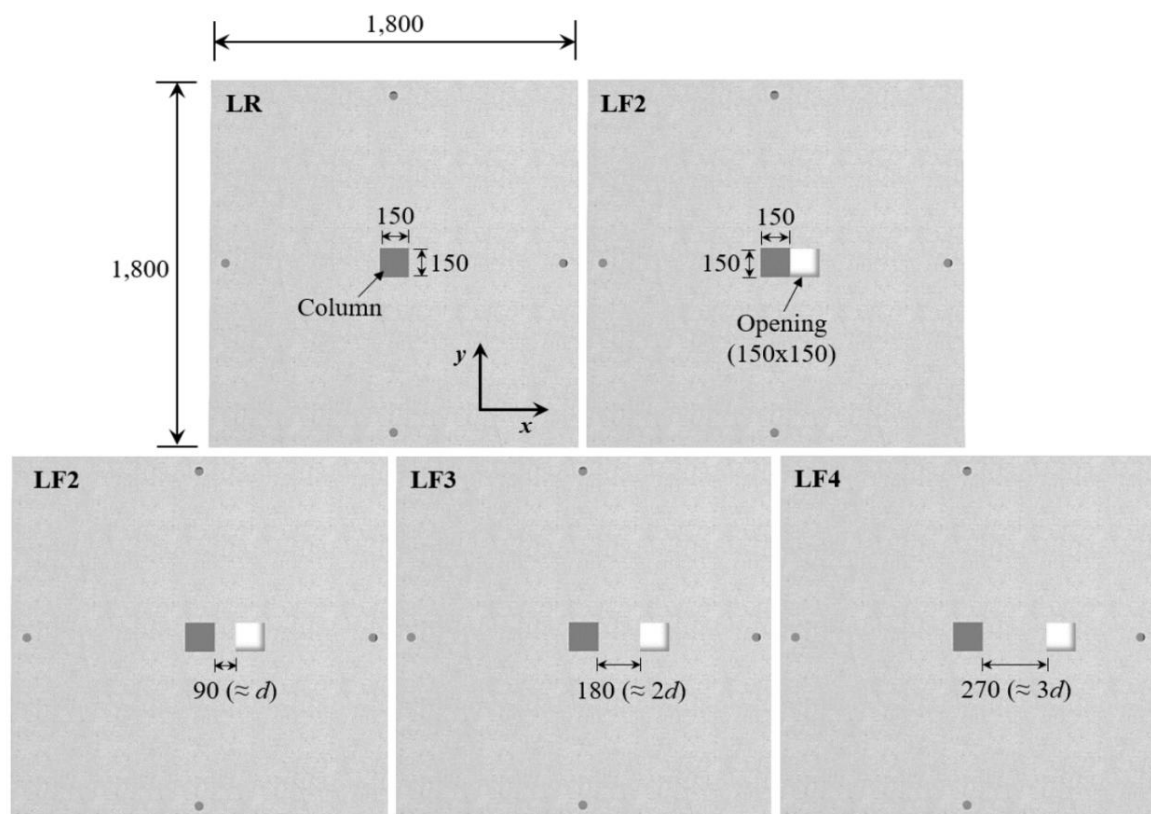 1,800
LR
LF2
150
150
1,800
150
150
Column
Opening
(150x150)
y
x
LF2
LF3
LF4
90 (≈ d)
180 (≈ 2d)
270 (≈ 3d)